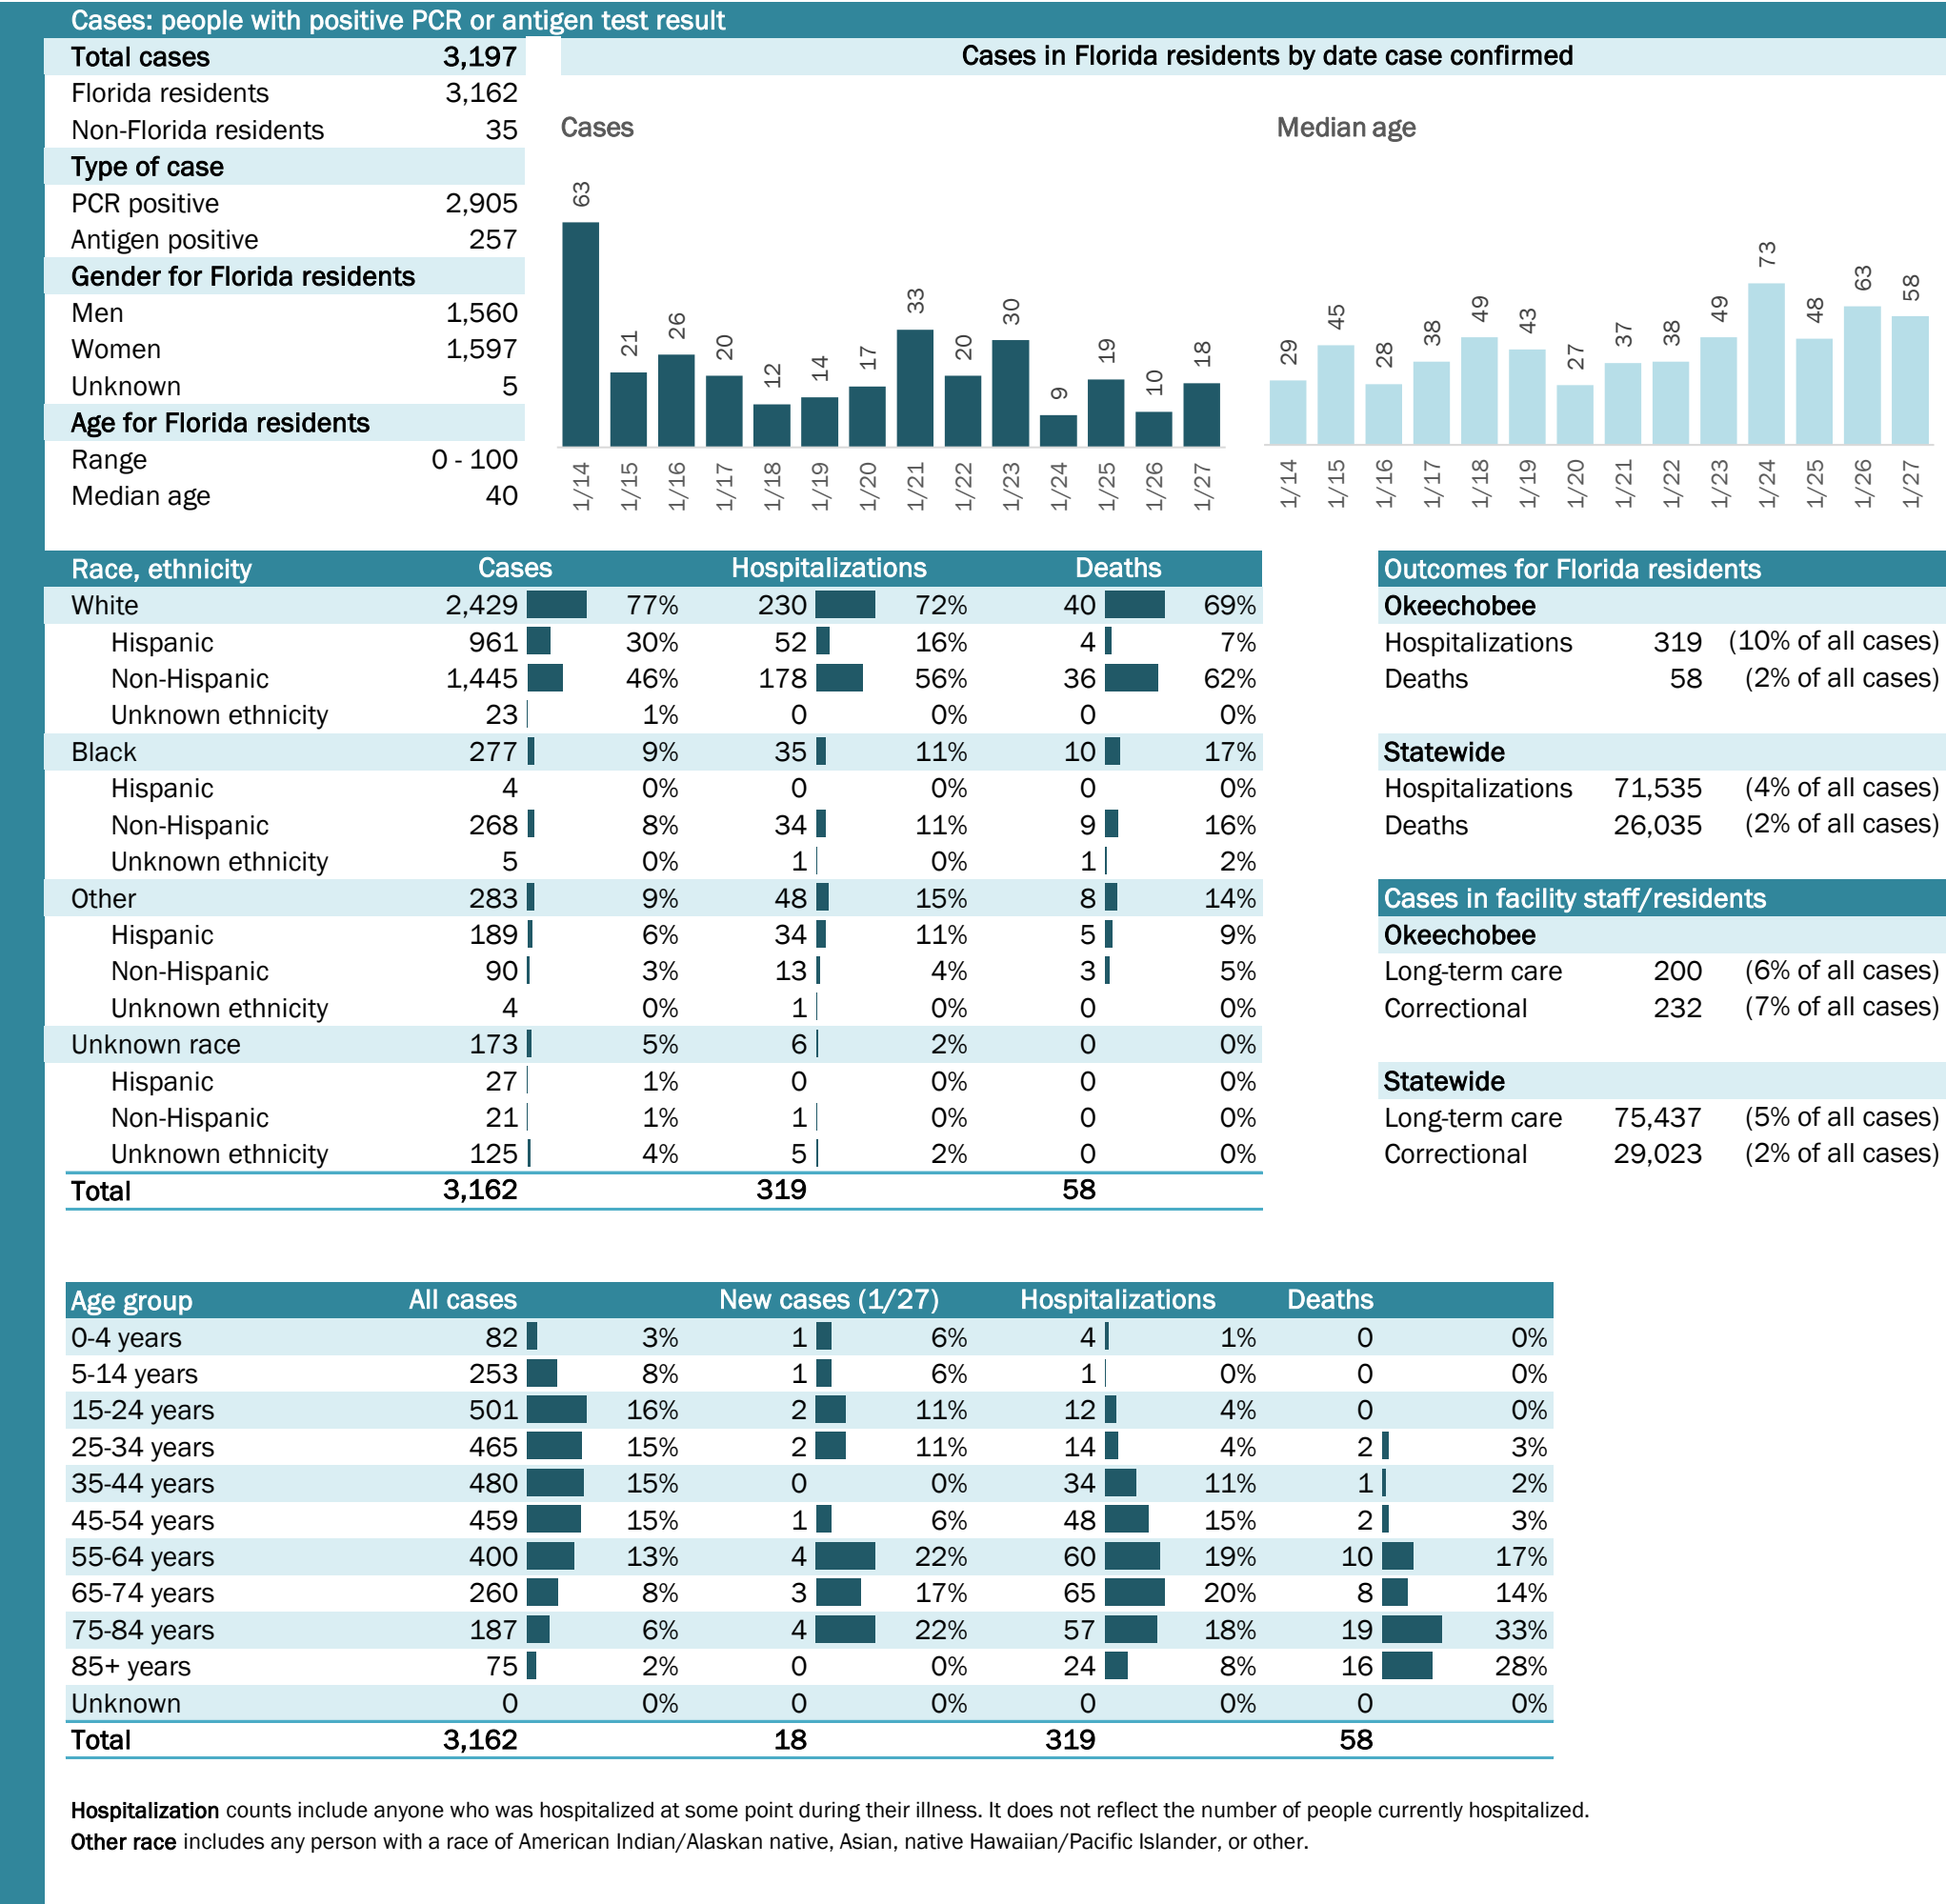 Cases: people with positive PCR or antigen test result
Total cases 3,197
Florida residents 3,162
Non-Florida residents 35
Type of case
PCR positive 2,905
Antigen positive 257
Gender for Florida residents
Men 1,560
Women 1,597
Unknown 5
Age for Florida residents
Range 0 - 100
Median age 40
Cases in Florida residents by date case confirmed
Cases
63 21 26 20 12 14 17 33 20 30 9 19 10 18
1/14 1/15 1/16 1/17 1/18 1/19 1/20 1/21 1/22 1/23 1/24 1/25 1/26 1/27
Median age
29 45 28 38 49 43 27 37 38 49 73 48 63 58
1/14 1/15 1/16 1/17 1/18 1/19 1/20 1/21 1/22 1/23 1/24 1/25 1/26 1/27
Race, ethnicity Cases Hospitalizations Deaths
White 2,429 77% 230 72% 40 69%
Hispanic 961 30% 52 16% 4 7%
Non-Hispanic 1,445 46% 178 56% 36 62%
Unknown ethnicity 23 1% 0 0% 0 0%
Black 277 9% 35 11% 10 17%
Hispanic 4 0% 0 0% 0 0%
Non-Hispanic 268 8% 34 11% 9 16%
Unknown ethnicity 5 0% 1 0% 1 2%
Other 283 9% 48 15% 8 14%
Hispanic 189 6% 34 11% 5 9%
Non-Hispanic 90 3% 13 4% 3 5%
Unknown ethnicity 4 0% 1 0% 0 0%
Unknown race 173 5% 6 2% 0 0%
Hispanic 27 1% 0 0% 0 0%
Non-Hispanic 21 1% 1 0% 0 0%
Unknown ethnicity 125 4% 5 2% 0 0%
Total 3,162 319 58
Outcomes for Florida residents
Okeechobee
Hospitalizations 319 (10% of all cases)
Deaths 58 (2% of all cases)
Statewide
Hospitalizations 71,535 (4% of all cases)
Deaths 26,035 (2% of all cases)
Cases in facility staff/residents
Okeechobee
Long-term care 200 (6% of all cases)
Correctional 232 (7% of all cases)
Statewide
Long-term care 75,437 (5% of all cases)
Correctional 29,023 (2% of all cases)
Age group All cases New cases (1/27) Hospitalizations Deaths
0-4 years 82 3% 1 6% 4 1% 0 0%
5-14 years 253 8% 1 6% 1 0% 0 0%
15-24 years 501 16% 2 11% 12 4% 0 0%
25-34 years 465 15% 2 11% 14 4% 2 3%
35-44 years 480 15% 0 0% 34 11% 1 2%
45-54 years 459 15% 1 6% 48 15% 2 3%
55-64 years 400 13% 4 22% 60 19% 10 17%
65-74 years 260 8% 3 17% 65 20% 8 14%
75-84 years 187 6% 4 22% 57 18% 19 33%
85+ years 75 2% 0 0% 24 8% 16 28%
Unknown 0 0% 0 0% 0 0% 0 0%
Total 3,162 18 319 58
Hospitalization counts include anyone who was hospitalized at some point during their illness. It does not reflect the number of people currently hospitalized.
Other race includes any person with a race of American Indian/Alaskan native, Asian, native Hawaiian/Pacific Islander, or other.